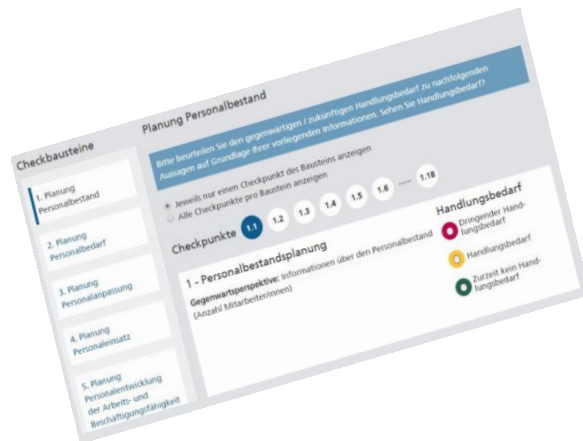 Checkbausteine
1. Planung
Personalbestand
2. Planung
Personalbedarf
3. Planung
Personalanpassung
4. Planung
Personaleinsatz
5. Planung
Personalentwicklung
der Arbeits- und
Beschäftigungsfähigkeit
Planung Personalbestand
Bitte beurteilen Sie den gegenwärtigen / zukünftigen Handlungsbedarf zu nachfolgenden
Aussagen auf Grundlage Ihrer vorliegenden Informationen. Sehen Sie Handlungsbedarf?
Jeweils nur einen Checkpunkt des Bausteins anzeigen
Alle Checkpunkte pro Baustein anzeigen
Checkpunkte 1.1 1.2 1.3 1.4 1.5 1.6 ---- 1.18
1 - Personalbestandsplanung
Gegenwartsperspektive: Informationen über den Personalbestand
(Anzahl Mitarbeiter/innen)
Handlungsbedarf
Dringender Hand-
lungsbedarf
Handlungsbedarf
Zurzeit kein Hand-
lungsbedarf